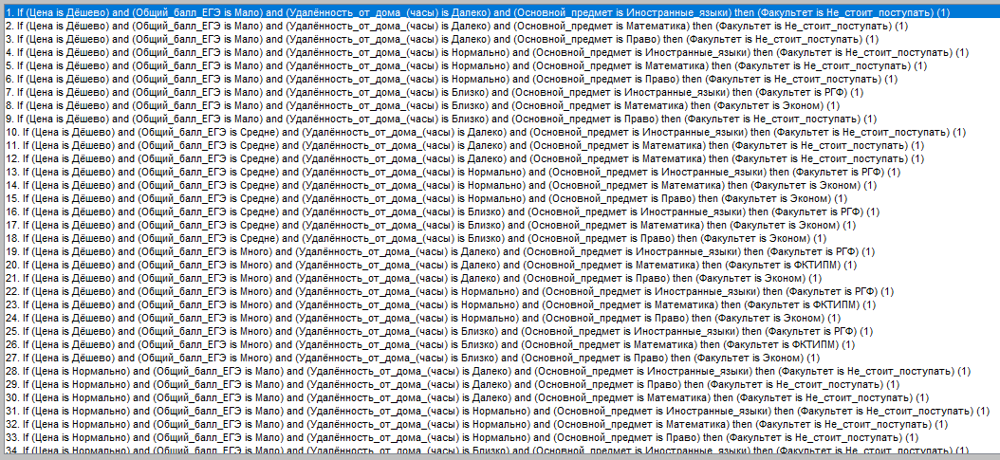 1. If (Цена is Дёшево) and (Общий_балл_ЕГЭ is Мало) and (Удалённость_от_дома_(часы) is Далеко) and (Основной_предмет is Иностранные_языки) then (Факультет is Не_стоит_поступать) (1)
2. If (Цена is Дёшево) and (Общий_балл_ЕГЭ is Мало) and (Удалённость_от_дома_(часы) is Далеко) and (Основной_предмет is Математика) then (Факультет is Не_стоит_поступать) (1)
3. If (Цена is Дёшево) and (Общий_балл_ЕГЭ is Мало) and (Удалённость_от_дома_(часы) is Далеко) and (Основной_предмет is Право) then (Факультет is Не_стоит_поступать) (1)
4. If (Цена is Дёшево) and (Общий_балл_ЕГЭ is Мало) and (Удалённость_от_дома_(часы) is Нормально) and (Основной_предмет is Иностранные_языки) then (Факультет is Не_стоит_поступать) (1)
5. If (Цена is Дёшево) and (Общий_балл_ЕГЭ is Мало) and (Удалённость_от_дома_(часы) is Нормально) and (Основной_предмет is Математика) then (Факультет is Не_стоит_поступать) (1)
6. If (Цена is Дёшево) and (Общий_балл_ЕГЭ is Мало) and (Удалённость_от_дома_(часы) is Нормально) and (Основной_предмет is Право) then (Факультет is Не_стоит_поступать) (1)
7. If (Цена is Дёшево) and (Общий_балл_ЕГЭ is Мало) and (Удалённость_от_дома_(часы) is Близко) and (Основной_предмет is Иностранные_языки) then (Факультет is РГФ) (1)
8. If (Цена is Дёшево) and (Общий_балл_ЕГЭ is Мало) and (Удалённость_от_дома_(часы) is Близко) and (Основной_предмет is Математика) then (Факультет is Эконом) (1)
9. If (Цена is Дёшево) and (Общий_балл_ЕГЭ is Мало) and (Удалённость_от_дома_(часы) is Близко) and (Основной_предмет is Право) then (Факультет is Не_стоит_поступать) (1)
10. If (Цена is Дёшево) and (Общий_балл_ЕГЭ is Средне) and (Удалённость_от_дома_(часы) is Далеко) and (Основной_предмет is Иностранные_языки) then (Факультет is Не_стоит_поступать) (1)
11. If (Цена is Дёшево) and (Общий_балл_ЕГЭ is Средне) and (Удалённость_от_дома_(часы) is Далеко) and (Основной_предмет is Математика) then (Факультет is Не_стоит_поступать) (1)
12. If (Цена is Дёшево) and (Общий_балл_ЕГЭ is Средне) and (Удалённость_от_дома_(часы) is Далеко) and (Основной_предмет is Право) then (Факультет is Не_стоит_поступать) (1)
13. If (Цена is Дёшево) and (Общий_балл_ЕГЭ is Средне) and (Удалённость_от_дома_(часы) is Нормально) and (Основной_предмет is Иностранные_языки) then (Факультет is РГФ) (1)
14. If (Цена is Дёшево) and (Общий_балл_ЕГЭ is Средне) and (Удалённость_от_дома_(часы) is Нормально) and (Основной_предмет is Математика) then (Факультет is Эконом) (1)
15. If (Цена is Дёшево) and (Общий_балл_ЕГЭ is Средне) and (Удалённость_от_дома_(часы) is Нормально) and (Основной_предмет is Право) then (Факультет is Эконом) (1)
16. If (Цена is Дёшево) and (Общий_балл_ЕГЭ is Средне) and (Удалённость_от_дома_(часы) is Близко) and (Основной_предмет is Иностранные_языки) then (Факультет is РГФ) (1)
17. If (Цена is Дёшево) and (Общий_балл_ЕГЭ is Средне) and (Удалённость_от_дома_(часы) is Близко) and (Основной_предмет is Математика) then (Факультет is Эконом) (1)
18. If (Цена is Дёшево) and (Общий_балл_ЕГЭ is Средне) and (Удалённость_от_дома_(часы) is Близко) and (Основной_предмет is Право) then (Факультет is Эконом) (1)
19. If (Цена is Дёшево) and (Общий_балл_ЕГЭ is Много) and (Удалённость_от_дома_(часы) is Далеко) and (Основной_предмет is Иностранные_языки) then (Факультет is РГФ) (1)
20. If (Цена is Дёшево) and (Общий_балл_ЕГЭ is Много) and (Удалённость_от_дома_(часы) is Далеко) and (Основной_предмет is Математика) then (Факультет is ФКТИПМ) (1)
21. If (Цена is Дёшево) and (Общий_балл_ЕГЭ is Много) and (Удалённость_от_дома_(часы) is Далеко) and (Основной_предмет is Право) then (Факультет is Эконом) (1)
22. If (Цена is Дёшево) and (Общий_балл_ЕГЭ is Много) and (Удалённость_от_дома_(часы) is Нормально) and (Основной_предмет is Иностранные_языки) then (Факультет is РГФ) (1)
23. If (Цена is Дёшево) and (Общий_балл_ЕГЭ is Много) and (Удалённость_от_дома_(часы) is Нормально) and (Основной_предмет is Математика) then (Факультет is ФКТИПМ) (1)
24. If (Цена is Дёшево) and (Общий_балл_ЕГЭ is Много) and (Удалённость_от_дома_(часы) is Нормально) and (Основной_предмет is Право) then (Факультет is Эконом) (1)
25. If (Цена is Дёшево) and (Общий_балл_ЕГЭ is Много) and (Удалённость_от_дома_(часы) is Близко) and (Основной_предмет is Иностранные_языки) then (Факультет is РГФ) (1)
26. If (Цена is Дёшево) and (Общий_балл_ЕГЭ is Много) and (Удалённость_от_дома_(часы) is Близко) and (Основной_предмет is Математика) then (Факультет is ФКТИПМ) (1)
27. If (Цена is Дёшево) and (Общий_балл_ЕГЭ is Много) and (Удалённость_от_дома_(часы) is Близко) and (Основной_предмет is Право) then (Факультет is Эконом) (1)
28. If (Цена is Нормально) and (Общий_балл_ЕГЭ is Мало) and (Удалённость_от_дома_(часы) is Далеко) and (Основной_предмет is Иностранные_языки) then (Факультет is Не_стоит_поступать) (1)
29. If (Цена is Нормально) and (Общий_балл_ЕГЭ is Мало) and (Удалённость_от_дома_(часы) is Далеко) and (Основной_предмет is Право) then (Факультет is Не_стоит_поступать) (1)
30. If (Цена is Нормально) and (Общий_балл_ЕГЭ is Мало) and (Удалённость_от_дома_(часы) is Далеко) and (Основной_предмет is Математика) then (Факультет is Не_стоит_поступать) (1)
31. If (Цена is Нормально) and (Общий_балл_ЕГЭ is Мало) and (Удалённость_от_дома_(часы) is Нормально) and (Основной_предмет is Иностранные_языки) then (Факультет is Не_стоит_поступать) (1)
32. If (Цена is Нормально) and (Общий_балл_ЕГЭ is Мало) and (Удалённость_от_дома_(часы) is Нормально) and (Основной_предмет is Математика) then (Факультет is Не_стоит_поступать) (1)
33. If (Цена is Нормально) and (Общий_балл_ЕГЭ is Мало) and (Удалённость_от_дома_(часы) is Нормально) and (Основной_предмет is Право) then (Факультет is Не_стоит_поступать) (1)
34. If (Цена is Нормально) and (Общий_балл_ЕГЭ is Мало) and (Удалённость_от_дома_(часы) is Близко) and (Основной_предмет is Иностранные_языки) then (Факультет is Не_стоит_поступать) (1)